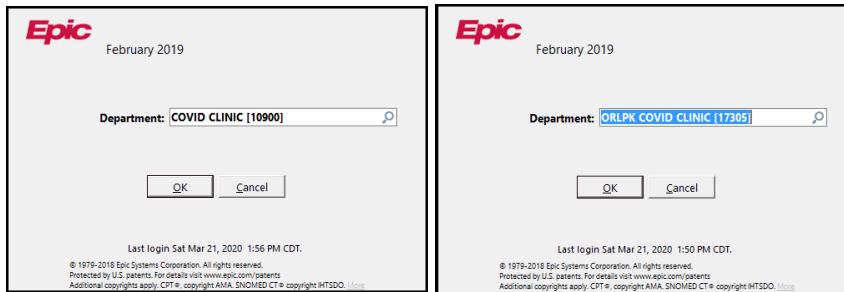 Epic
February 2019
Department: COVID CLINIC [10900]
OK Cancel
Last login Sat Mar 21, 2020 1:56 PM CDT.
© 1979-2018 Epic Systems Corporation. All rights reserved.
Protected by U.S. patents. For details visit www.epic.com/patents
Additional copyrights apply. CPT®, copyright AMA. SNOMED CT® copyright IHTSDO. More
Epic
February 2019
Department: ORLPK COVID CLINIC [17305]
OK Cancel
Last login Sat Mar 21, 2020 1:50 PM CDT.
© 1979-2018 Epic Systems Corporation. All rights reserved.
Protected by U.S. patents. For details visit www.epic.com/patents
Additional copyrights apply. CPT®, copyright AMA. SNOMED CT® copyright IHTSDO. More